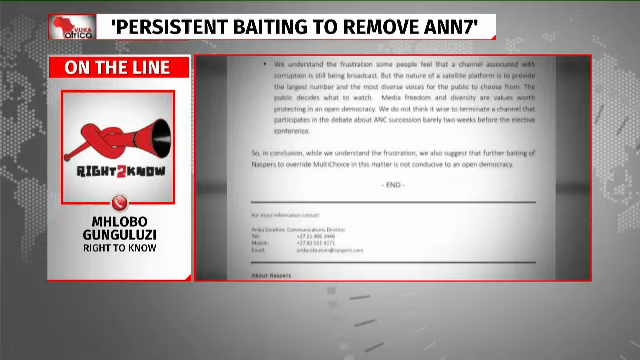 VUKA
africa
'PERSISTENT BAITING TO REMOVE ANN7'
ON THE LINE
RIGHT2KNOW
MHLOBO
GUNGULUZI
RIGHT TO KNOW
• We understand the frustration some people feel that a channel associated with
corruption is still being broadcast. But the nature of a satellite platform is to provide
the largest number and the most diverse voices for the public to choose from. The
public decides what to watch. Media freedom and diversity are values worth
protecting in an open democracy. We do not think it wise to terminate a channel that
participates in the debate about ANC succession barely two weeks before the elective
conference.
So, in conclusion, while we understand the frustration, we also suggest that further baiting of
Naspers to override MultiChoice in this matter is not conducive to an open democracy.
- END -
For more information contact:
Communications Director
Tel:
Mobile:
Email:
About Naspers